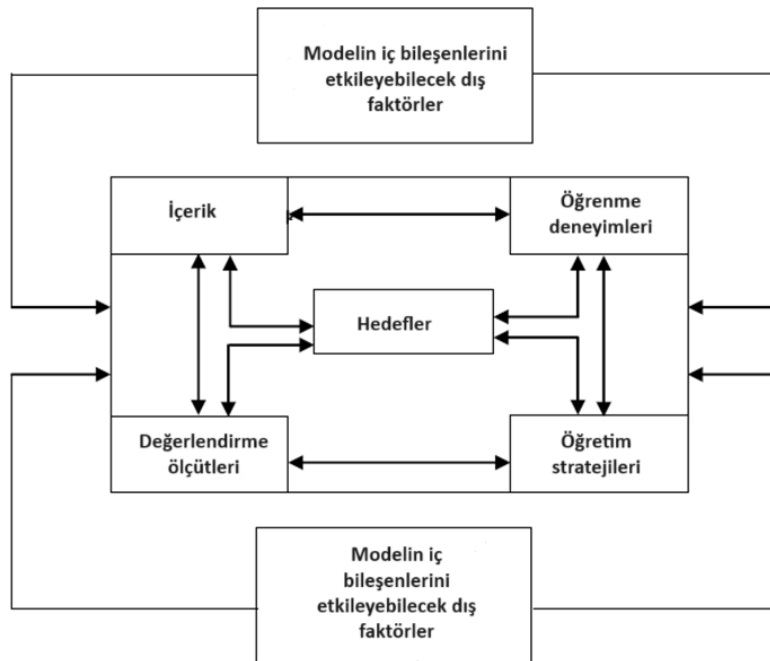 Modelin iç bileşenlerini
etkileyebilecek dış
faktörler
İçerik
Öğrenme
deneyimleri
Hedefler
Değerlendirme
ölçütleri
Öğretim
stratejileri
Modelin iç
bileşenlerini
etkileyebilecek dış
faktörler